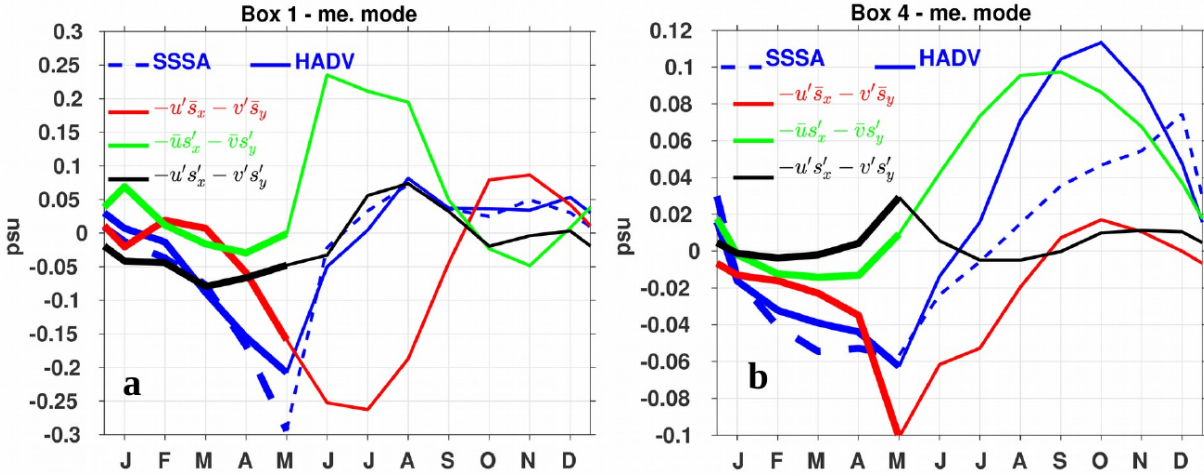 Box 1 - me. mode
0.3
0.25
0.2
0.15
0.1
0.05
0
-0.05
-0.1
-0.15
-0.2
-0.25
-0.3
psu
SSSA HADV
−u′s̄ₓ − v′s̄ᵧ
−ūs′ₓ − v̄s′ᵧ
−u′s′ₓ − v′s′ᵧ
a
J F M A M J J A S O N D
Box 4 - me. mode
0.12
0.1
0.08
0.06
0.04
0.02
0
-0.02
-0.04
-0.06
-0.08
-0.1
psu
SSSA HADV
−u′s̄ₓ − v′s̄ᵧ
−ūs′ₓ − v̄s′ᵧ
−u′s′ₓ − v′s′ᵧ
b
J F M A M J J A S O N D